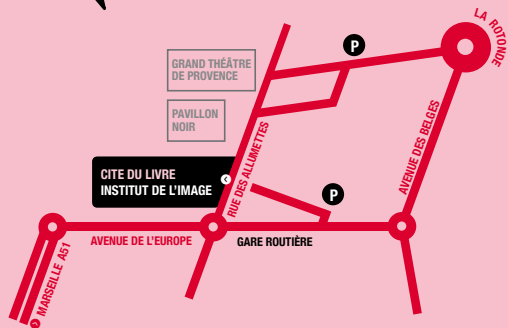 LA ROTONDE
P
GRAND THÉÂTRE
DE PROVENCE
PAVILLON
NOIR
RUE DES ALLUMETTES
AVENUE DES BELGES
CITE DU LIVRE
INSTITUT DE L'IMAGE
P
AVENUE DE L'EUROPE
GARE ROUTIÈRE
MARSEILLE A51